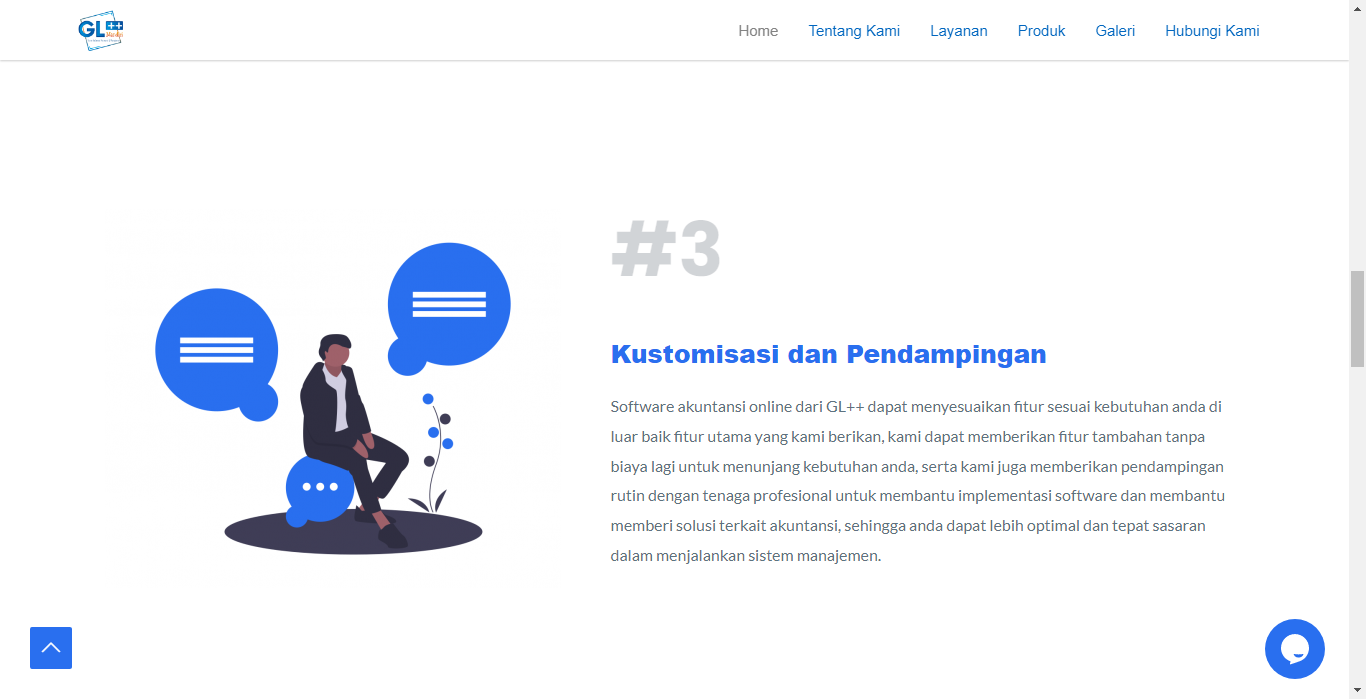 GL++
Home
Tentang Kami
Layanan
Produk
Galeri
Hubungi Kami
#3
Kustomisasi dan Pendampingan
Software akuntansi online dari GL++ dapat menyesuaikan fitur sesuai kebutuhan anda di
luar baik fitur utama yang kami berikan, kami dapat memberikan fitur tambahan tanpa
biaya lagi untuk menunjang kebutuhan anda, serta kami juga memberikan pendampingan
rutin dengan tenaga profesional untuk membantu implementasi software dan membantu
memberi solusi terkait akuntansi, sehingga anda dapat lebih optimal dan tepat sasaran
dalam menjalankan sistem manajemen.